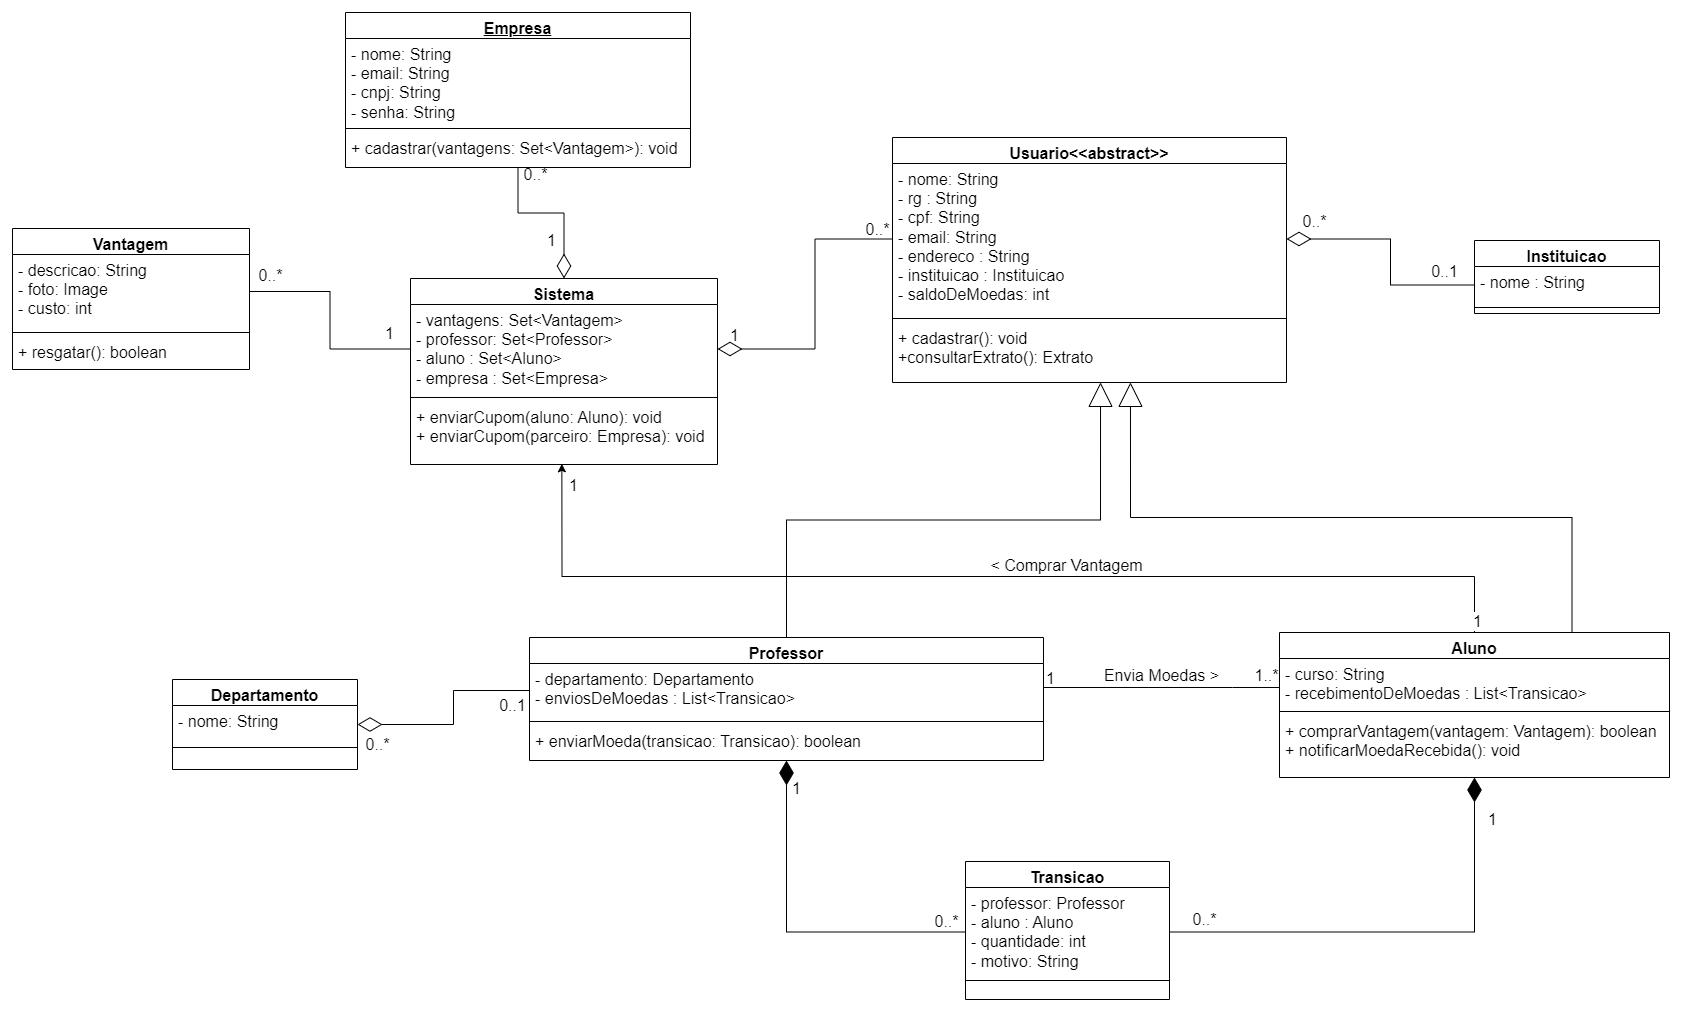 Empresa
- nome: String
- email: String
- cnpj: String
- senha: String
+ cadastrar(vantagens: Set<Vantagem>): void
0..*
1
Vantagem
- descricao: String
- foto: Image
- custo: int
+ resgatar(): boolean
0..*
1
Sistema
- vantagens: Set<Vantagem>
- professor: Set<Professor>
- aluno : Set<Aluno>
- empresa : Set<Empresa>
+ enviarCupom(aluno: Aluno): void
+ enviarCupom(parceiro: Empresa): void
1
0..*
Usuario<<abstract>>
- nome: String
- rg : String
- cpf: String
- email: String
- endereco : String
- instituicao : Instituicao
- saldoDeMoedas: int
+ cadastrar(): void
+consultarExtrato(): Extrato
0..*
0..1
Instituicao
- nome : String
1
< Comprar Vantagem
1
Departamento
- nome: String
0..*
0..1
Professor
- departamento: Departamento
- enviosDeMoedas : List<Transicao>
+ enviarMoeda(transicao: Transicao): boolean
1
Envia Moedas >
1..*
Aluno
- curso: String
- recebimentoDeMoedas : List<Transicao>
+ comprarVantagem(vantagem: Vantagem): boolean
+ notificarMoedaRecebida(): void
1
1
0..*
Transicao
- professor: Professor
- aluno : Aluno
- quantidade: int
- motivo: String
0..*